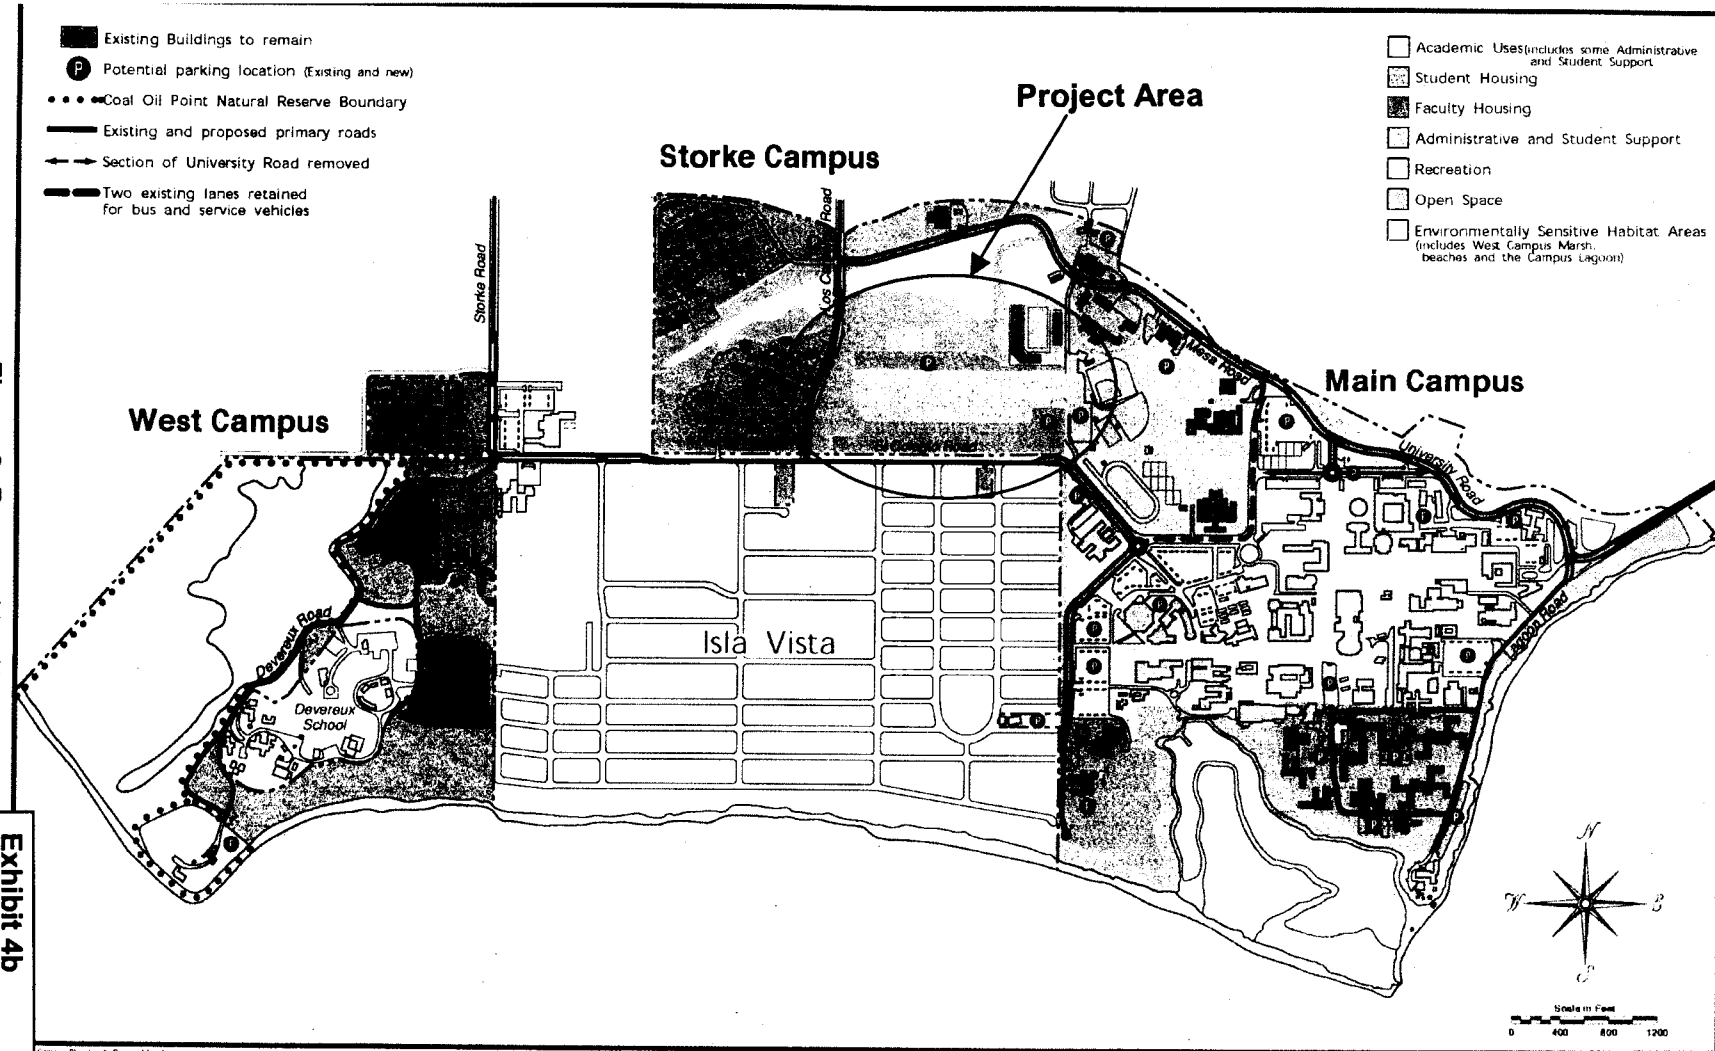 Existing Buildings to remain
P Potential parking location (Existing and new)
Coal Oil Point Natural Reserve Boundary
Existing and proposed primary roads
Section of University Road removed
Two existing lanes retained
for bus and service vehicles
Academic Uses (includes some Administrative
and Student Support
Student Housing
Faculty Housing
Administrative and Student Support
Recreation
Open Space
Environmentally Sensitive Habitat Areas
(includes West Campus Marsh,
beaches and the Campus Lagoon)
Project Area
Storke Campus
West Campus
Main Campus
Storke Road
Road
Mesa Road
University
Road
Lagoon Road
Devereux Road
Devereux
School
Isla Vista
N
W
S
Scale in Feet
0 400 800 1200
Exhibit 4b